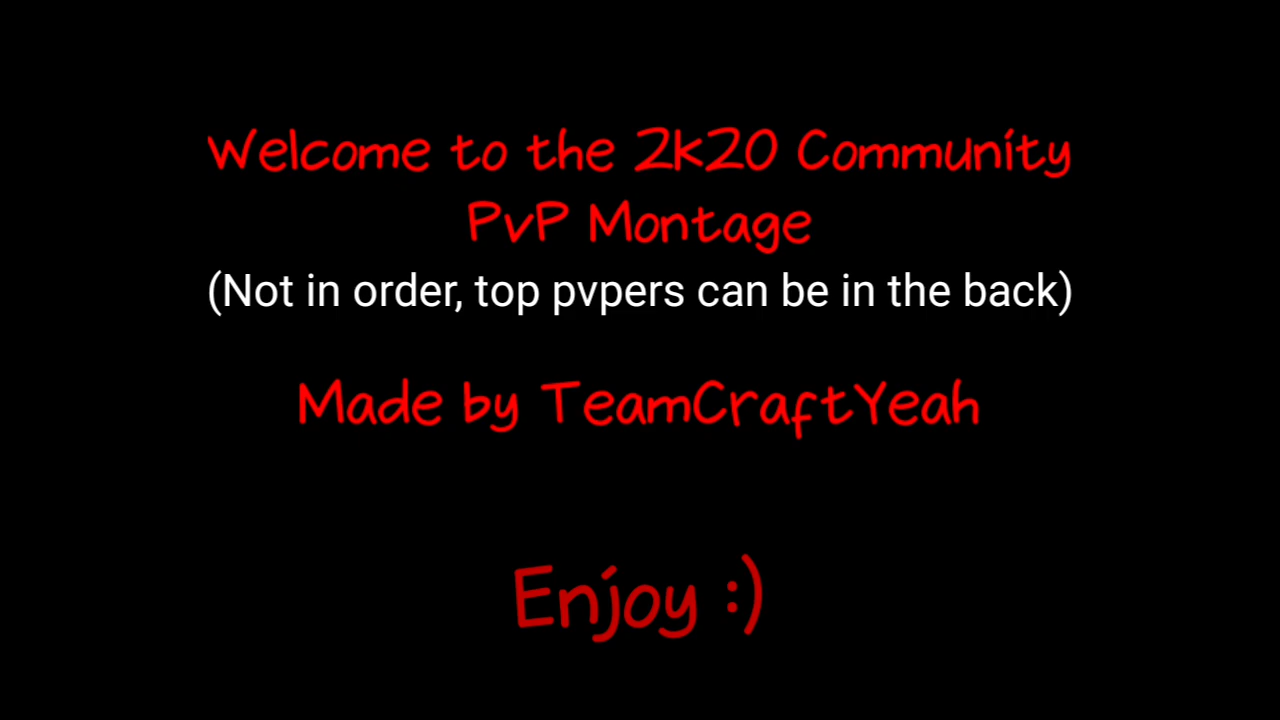 Welcome to the 2k20 Community
PvP Montage
(Not in order, top pvpers can be in the back)
Made by TeamCraftYeah
Enjoy :)